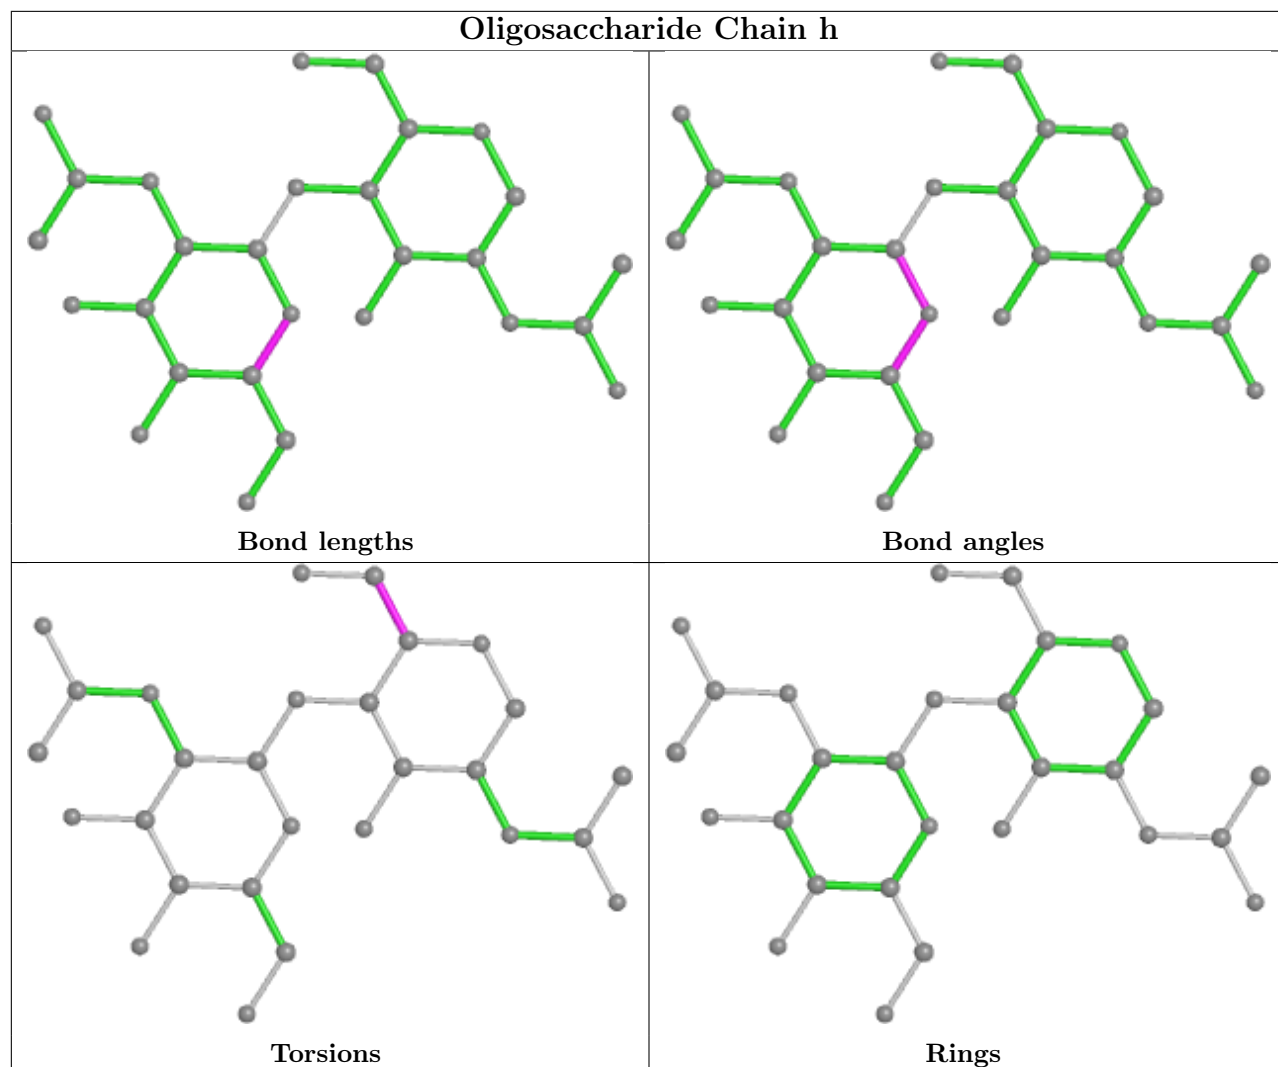 Oligosaccharide Chain h
Bond lengths
Bond angles
Torsions
Rings